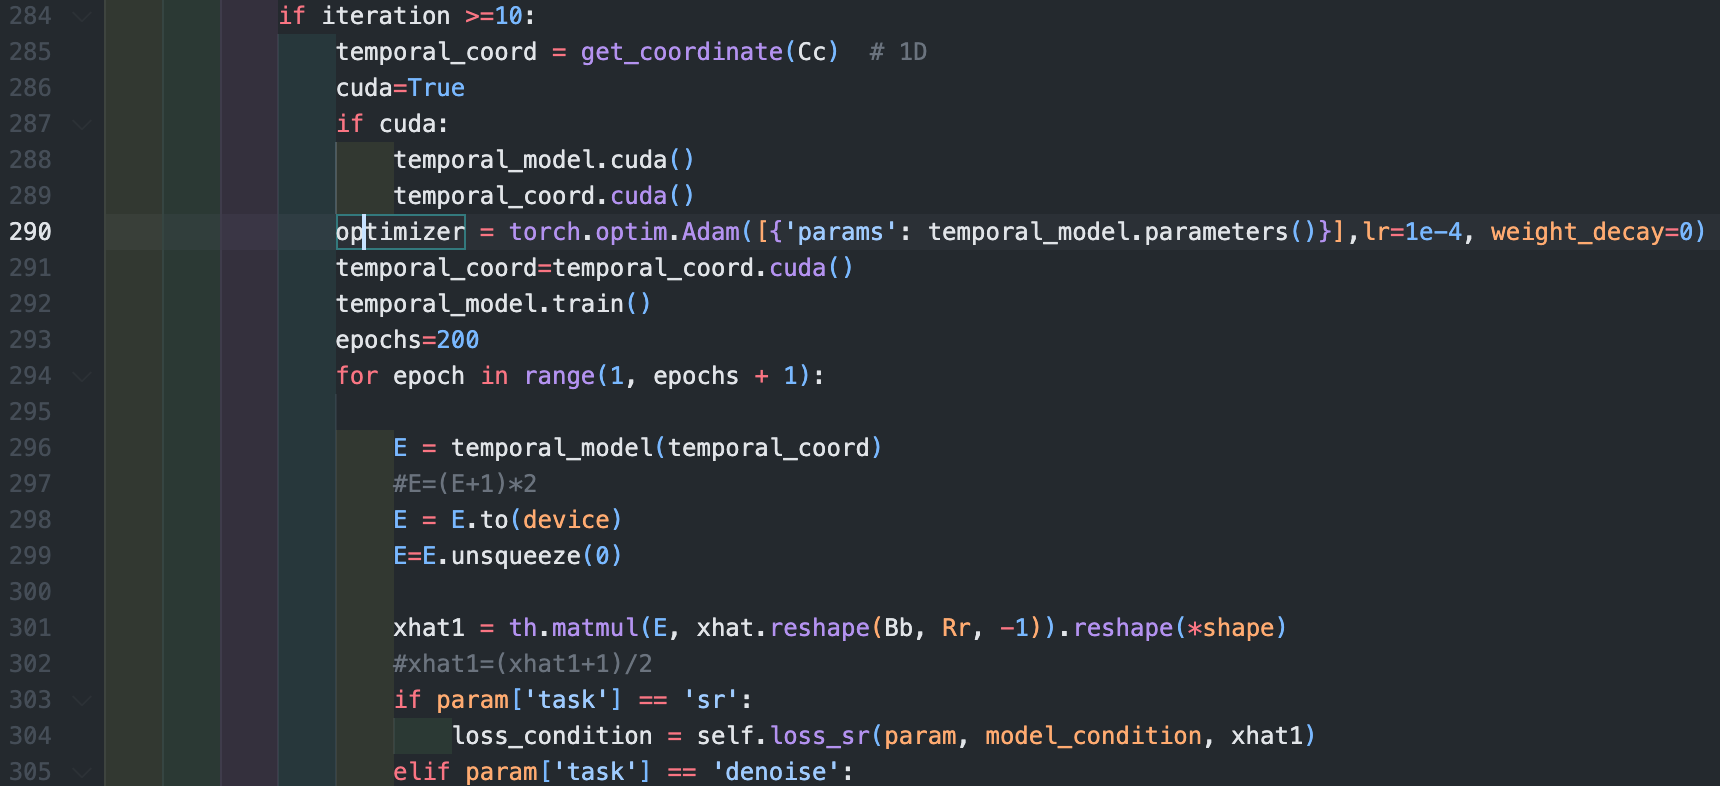 284 if iteration >=10:
285 temporal_coord = get_coordinate(Cc)  # 1D
286 cuda=True
287 if cuda:
288 temporal_model.cuda()
289 temporal_coord.cuda()
290 optimizer = torch.optim.Adam([{'params': temporal_model.parameters()}],lr=1e-4, weight_decay=0)
291 temporal_coord=temporal_coord.cuda()
292 temporal_model.train()
293 epochs=200
294 for epoch in range(1, epochs + 1):
295
296 E = temporal_model(temporal_coord)
297 #E=(E+1)*2
298 E = E.to(device)
299 E=E.unsqueeze(0)
300
301 xhat1 = th.matmul(E, xhat.reshape(Bb, Rr, -1)).reshape(*shape)
302 #xhat1=(xhat1+1)/2
303 if param['task'] == 'sr':
304 loss_condition = self.loss_sr(param, model_condition, xhat1)
305 elif param['task'] == 'denoise':